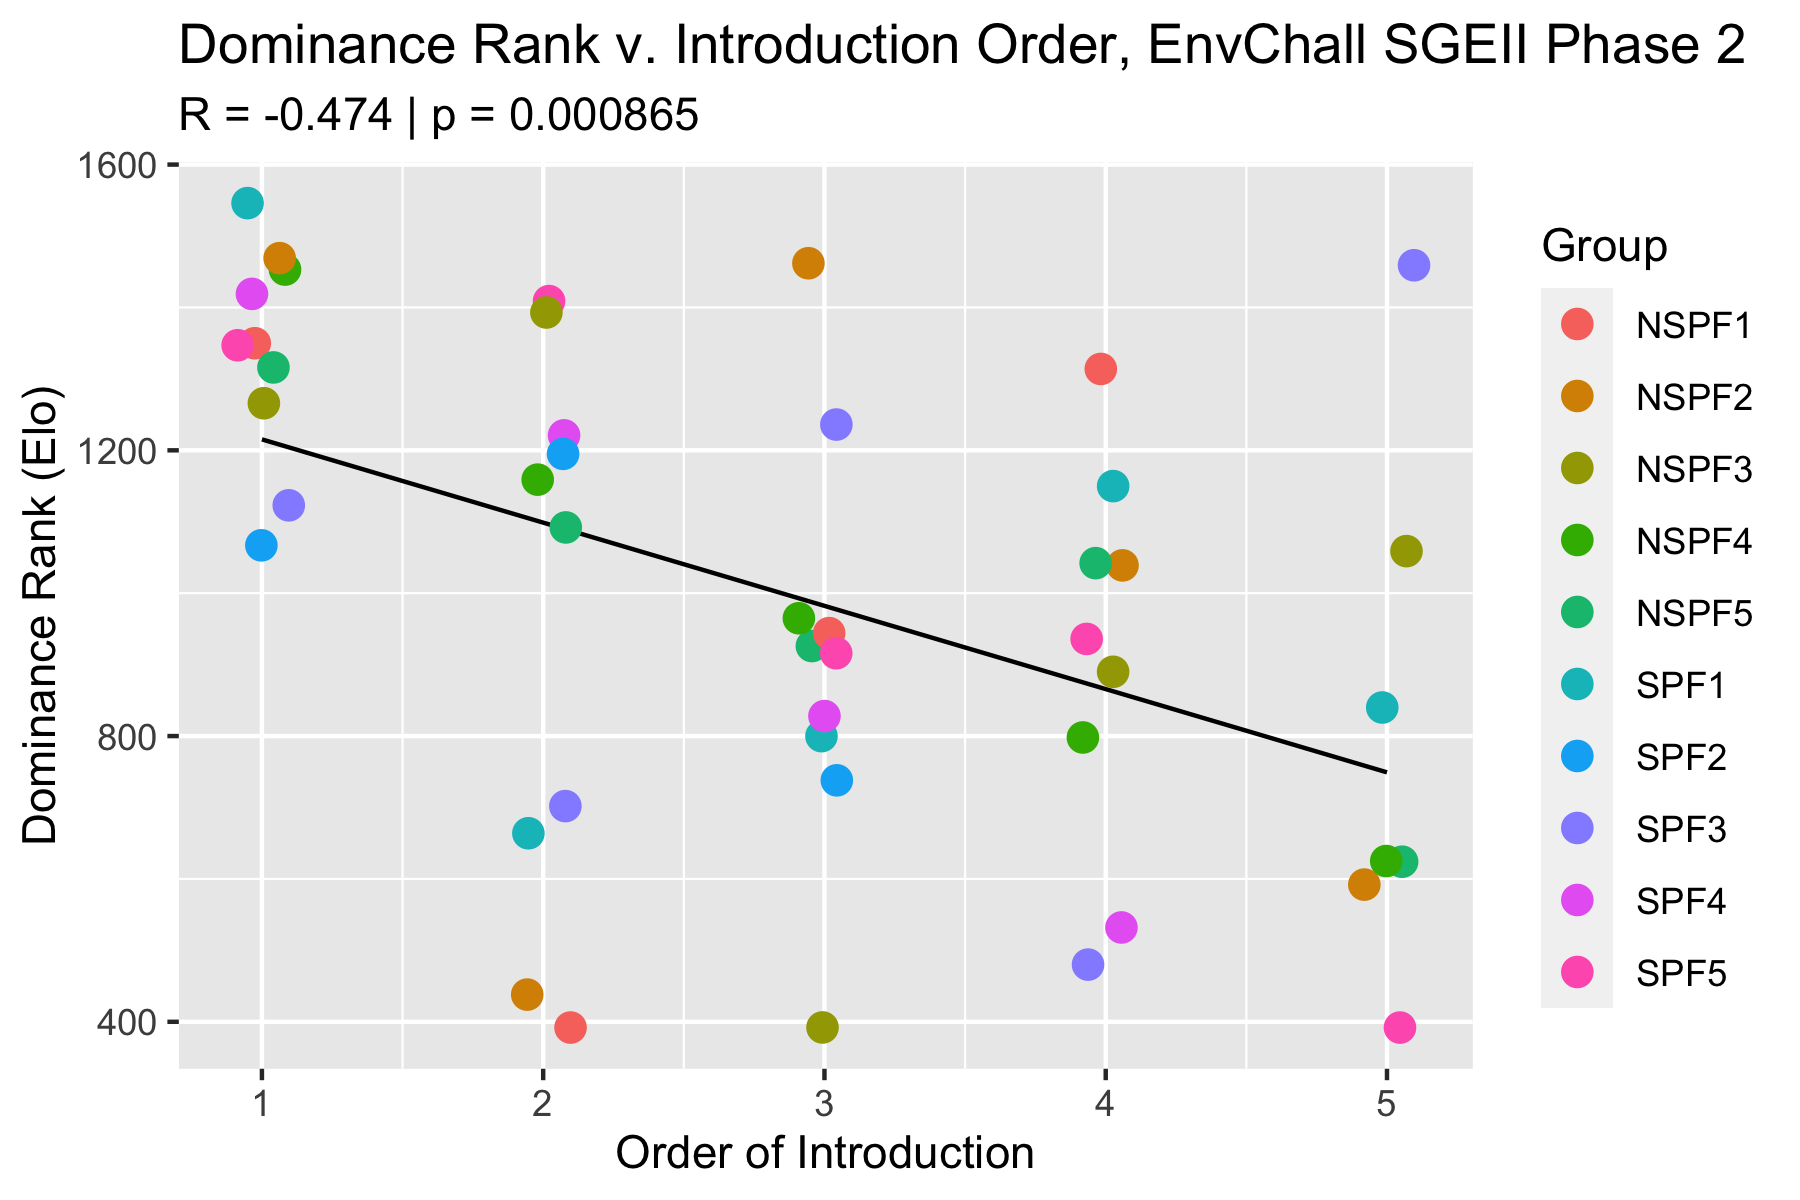 Dominance Rank v. Introduction Order, EnvChall SGEII Phase 2
R = -0.474 | p = 0.000865
1600
1200
800
400
Dominance Rank (Elo)
1
2
3
4
5
Order of Introduction
Group
NSPF1
NSPF2
NSPF3
NSPF4
NSPF5
SPF1
SPF2
SPF3
SPF4
SPF5